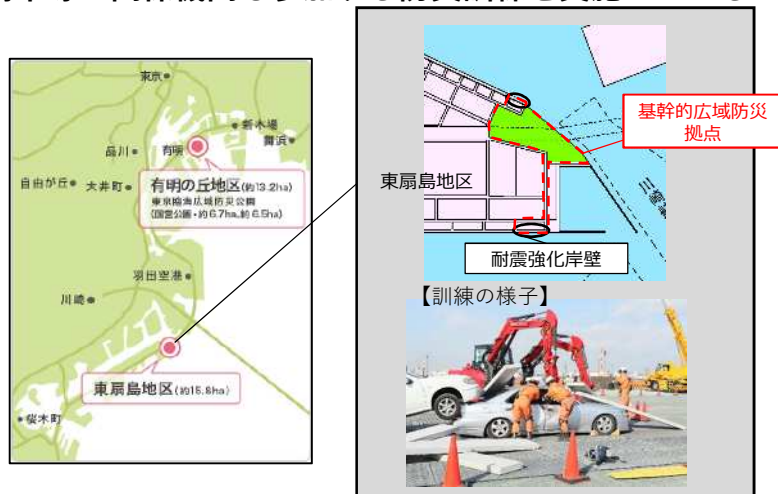 東京
新木場
舞浜
品川
有明
自由が丘
大井町
有明の丘地区(約13.2ha)
東京臨海広域防災公園
(国営公園・約6.7ha、約6.5ha)
羽田空港
川崎
東扇島地区(約15.8ha)
桜木町
東扇島地区
基幹的広域防災
拠点
耐震強化岸壁
【訓練の様子】